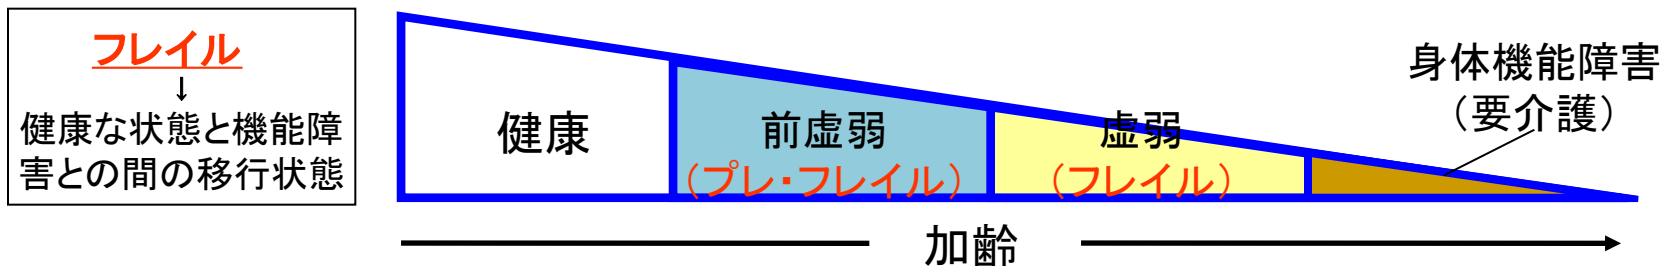 フレイル
↓
健康な状態と機能障
害との間の移行状態
健康
前虚弱
（プレ・フレイル）
虚弱
（フレイル）
身体機能障害
（要介護）
加齢